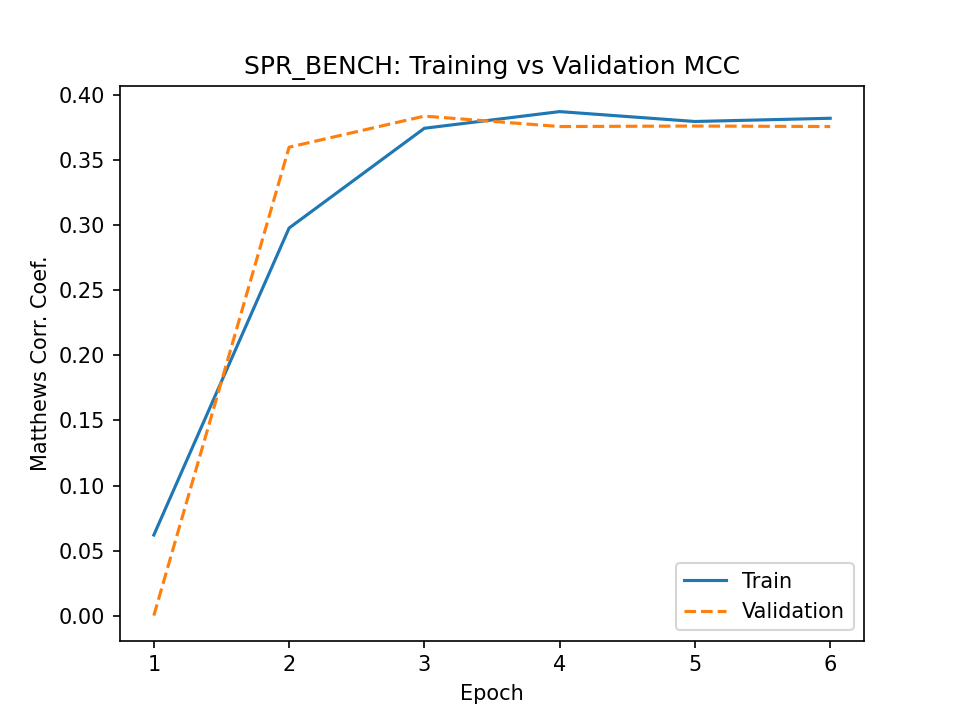 SPR_BENCH: Training vs Validation MCC
0.40
0.35
0.30
0.25
0.20
0.15
0.10
0.05
0.00
Matthews Corr. Coef.
Train
Validation
1 2 3 4 5 6
Epoch